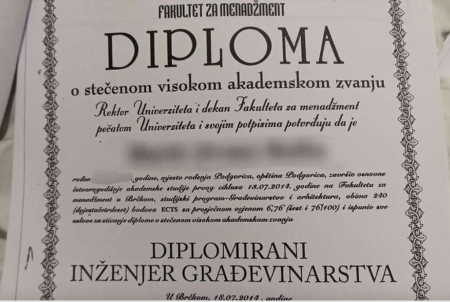 FAKULTET ZA MENADŽMENT
DIPLOMA
o stečenom visokom akademskom zvanju
Rektor Univerziteta i dekan Fakulteta za menadžment
pečatom Univerziteta i svojim potpisima potvrđuju da je
rođen godine, mjesto rođenja Podgorica, opština Podgorica, završio osnovne
četvorogodišnje akademske studije prvog ciklusa 18.07.2014. godine na Fakultetu za
menadžment u Brčkom, studijski program-Građevinarstvo i arhitektura, obima 240
(dvjestačetrdeset) bodova ECTS sa prosječnom ocjenom 6,76 (šest i 76/100) i ispunio sve
uslove za sticanje diplome o stečenom visokom akademskom zvanju
DIPLOMIRANI
INŽENJER GRAĐEVINARSTVA
U Brčkom, 18.07.2014. godine